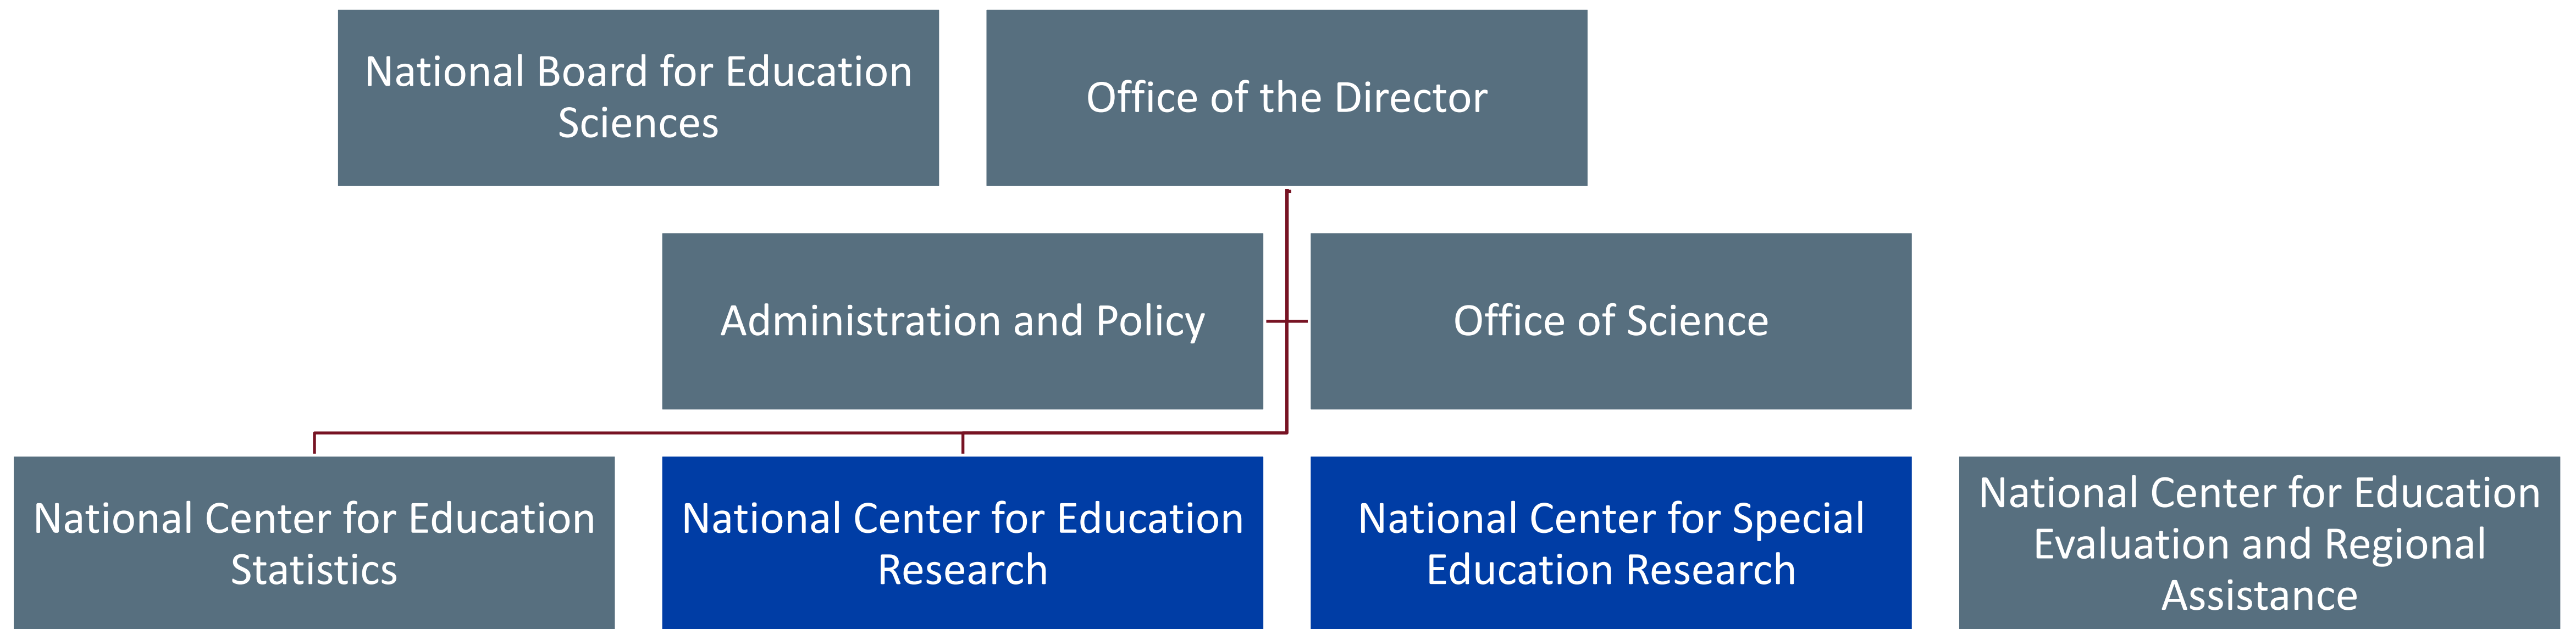 National Board for Education
Sciences
Office of the Director
Administration and Policy
Office of Science
National Center for Education
Statistics
National Center for Education
Research
National Center for Special
Education Research
National Center for Education
Evaluation and Regional
Assistance